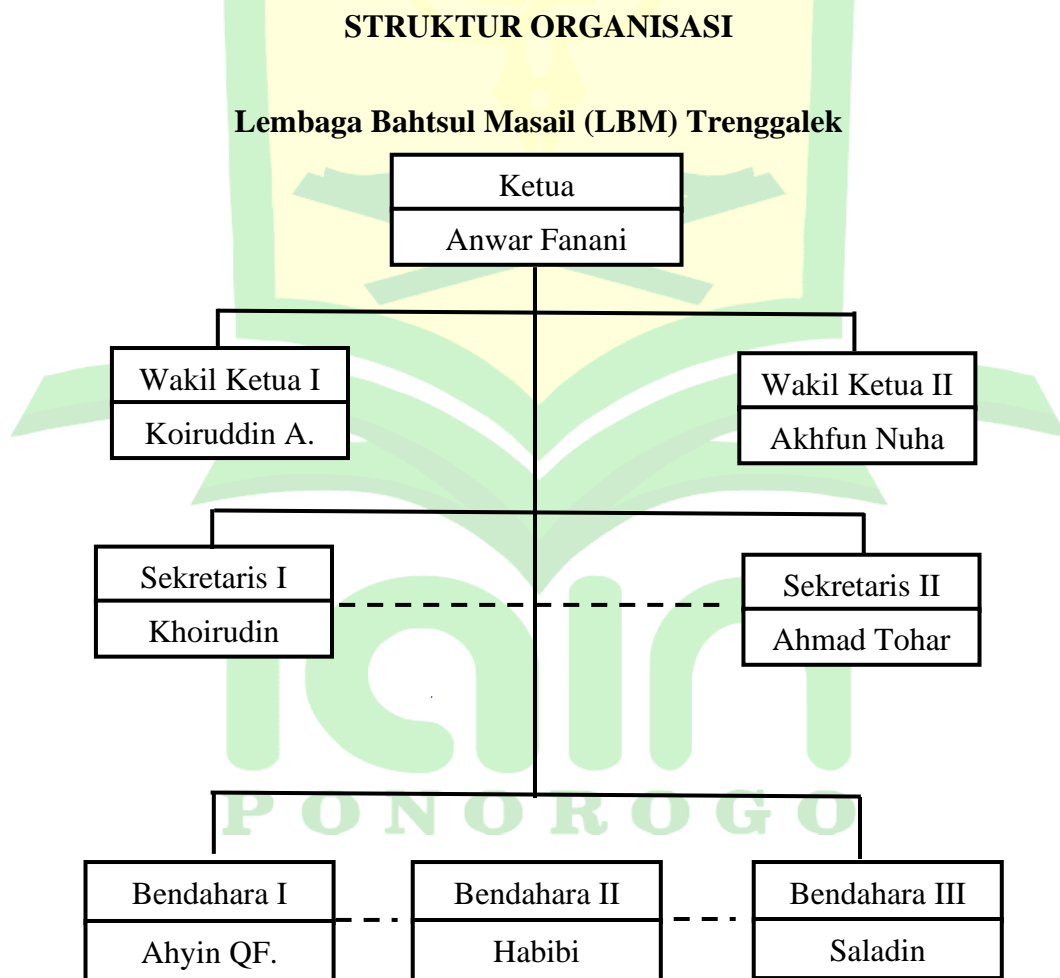 STRUKTUR ORGANISASI
Lembaga Bahtsul Masail (LBM) Trenggalek
Ketua
Anwar Fanani
Wakil Ketua I
Koiruddin A.
Wakil Ketua II
Akhfun Nuha
Sekretaris I
Khoirudin
Sekretaris II
Ahmad Tohar
iain
PONOROGO
Bendahara I
Ahyin QF.
Bendahara II
Habibi
Bendahara III
Saladin